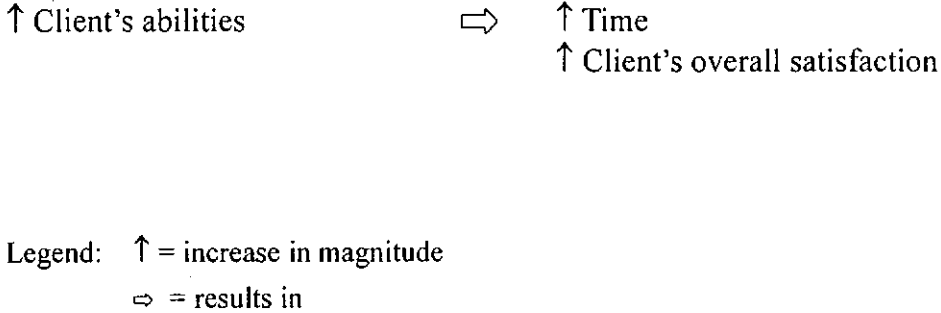 ↑ Client's abilities ⇨ ↑ Time
↑ Client's overall satisfaction
Legend: ↑ = increase in magnitude
⇨ = results in